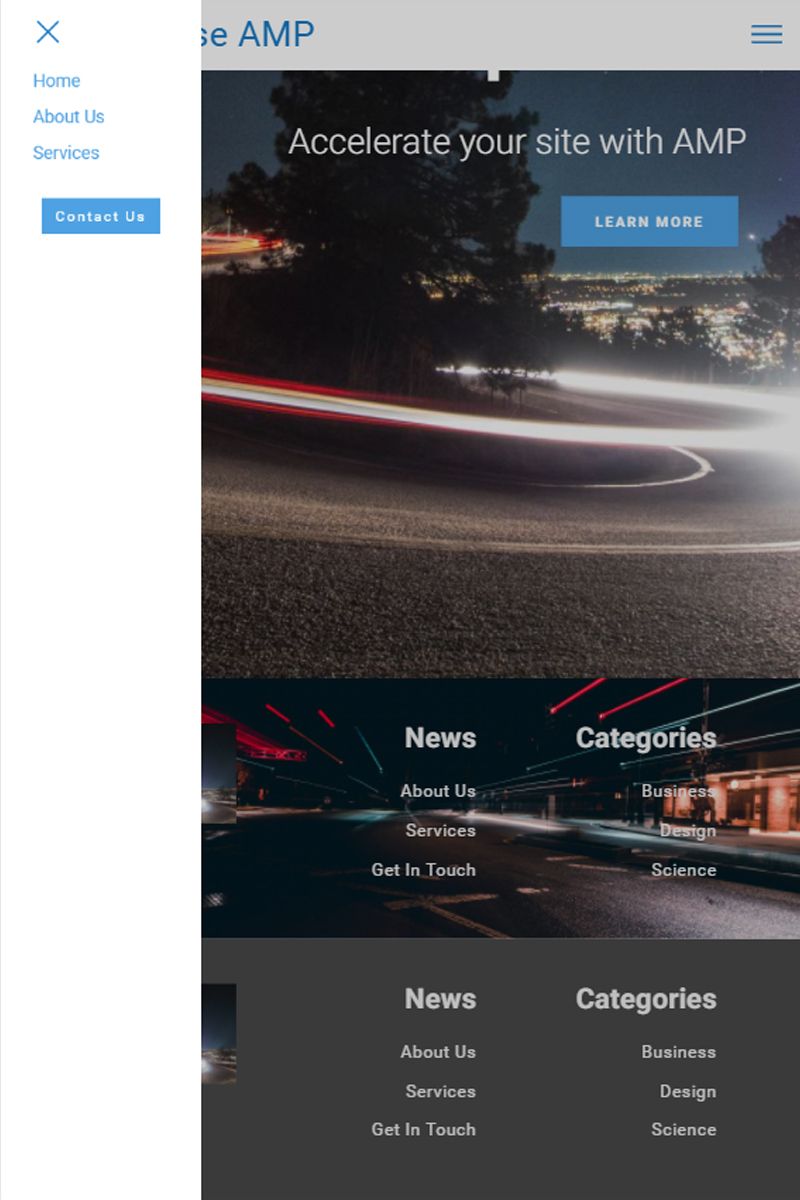 AMP
Home
About Us
Services
Contact Us
Accelerate your site with AMP
LEARN MORE
News
Categories
About Us
Business
Services
Design
Get In Touch
Science
News
Categories
About Us
Business
Services
Design
Get In Touch
Science